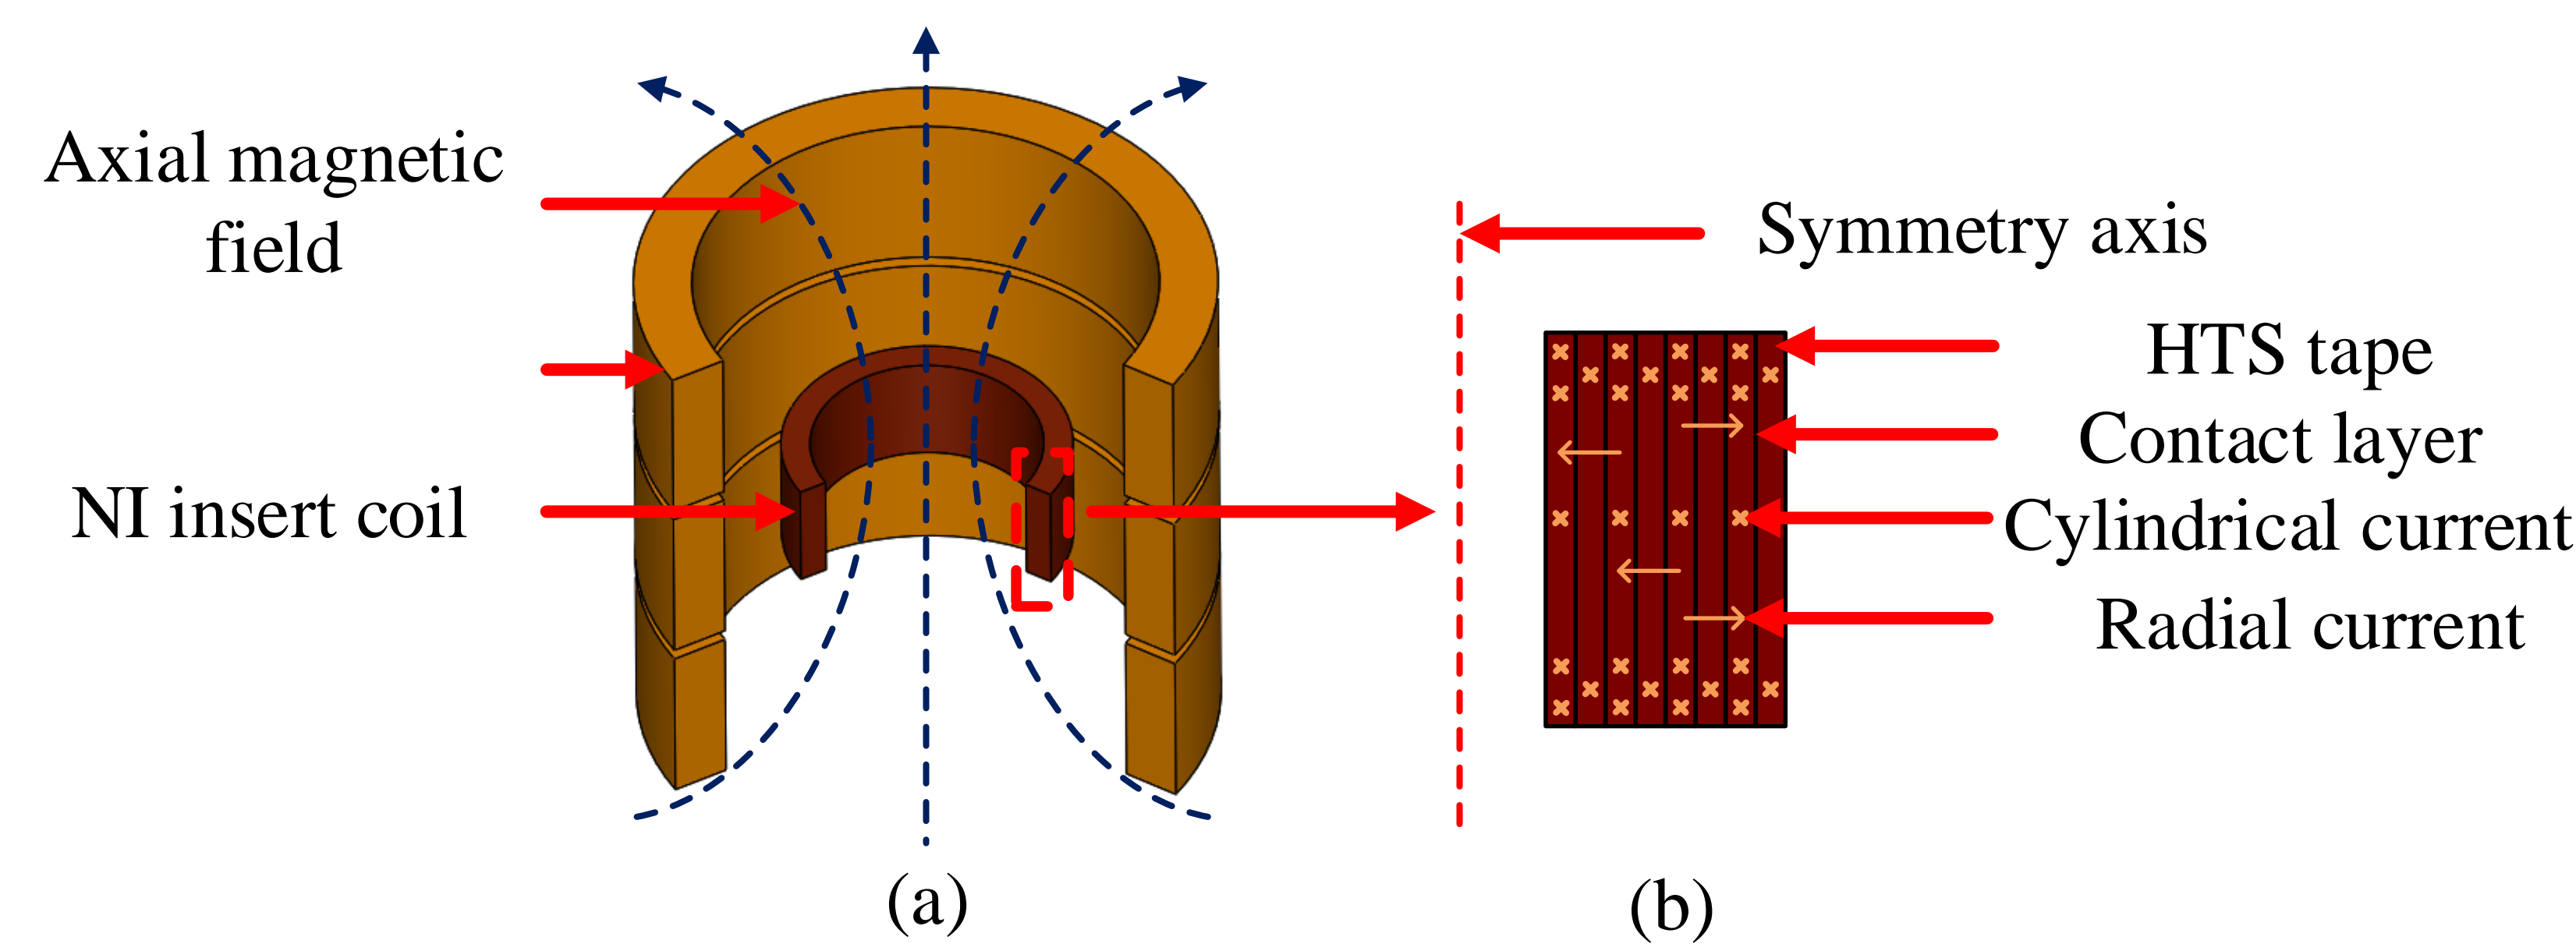 Axial magnetic
field
NI insert coil
(a)
Symmetry axis
HTS tape
Contact layer
Cylindrical current
Radial current
(b)